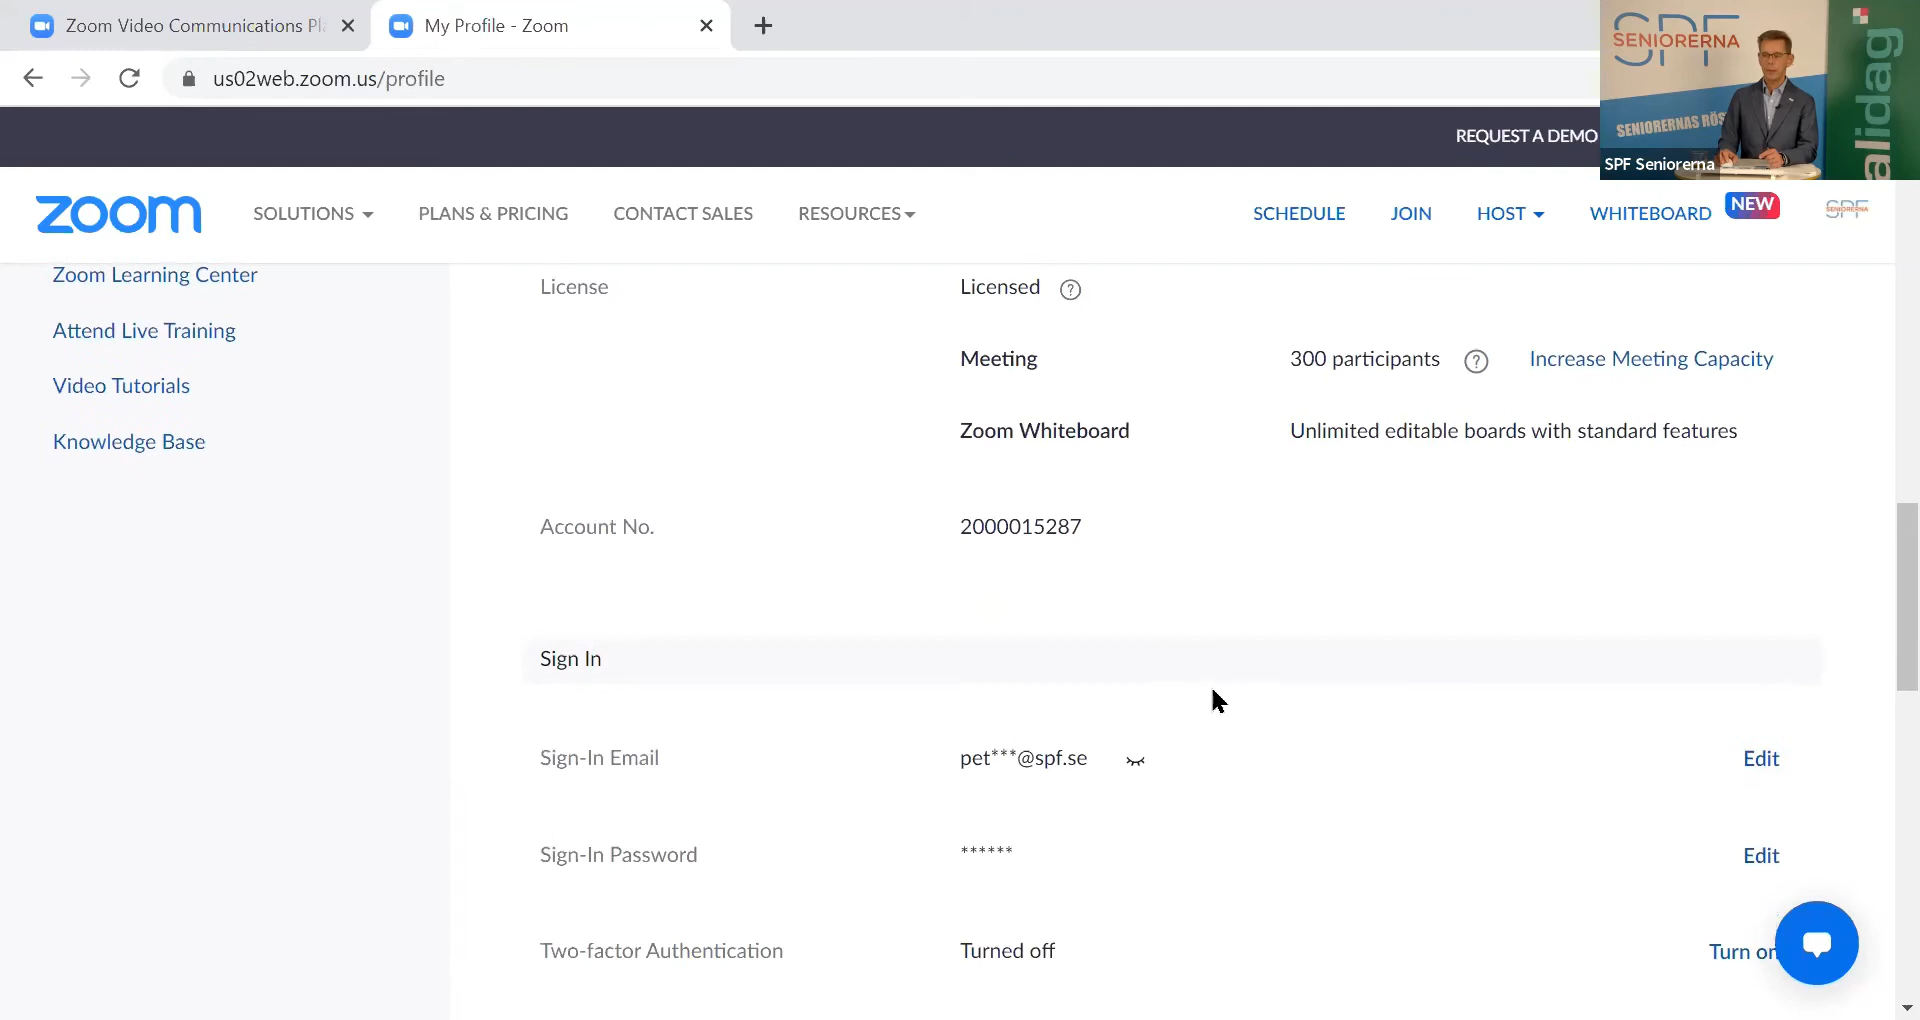 Zoom Video Communications Pl
My Profile - Zoom
us02web.zoom.us/profile
REQUEST A DEMO
SPF
SENIORERNA
SENIORERNAS RÖS
SPF Seniorerna
alidag
zoom
SOLUTIONS
PLANS & PRICING
CONTACT SALES
RESOURCES
SCHEDULE
JOIN
HOST
WHITEBOARD
NEW
SPF
SENIORERNA
Zoom Learning Center
Attend Live Training
Video Tutorials
Knowledge Base
License
Licensed ?
Meeting
300 participants ?
Increase Meeting Capacity
Zoom Whiteboard
Unlimited editable boards with standard features
Account No.
2000015287
Sign In
Sign-In Email
pet***@spf.se
Edit
Sign-In Password
******
Edit
Two-factor Authentication
Turned off
Turn on